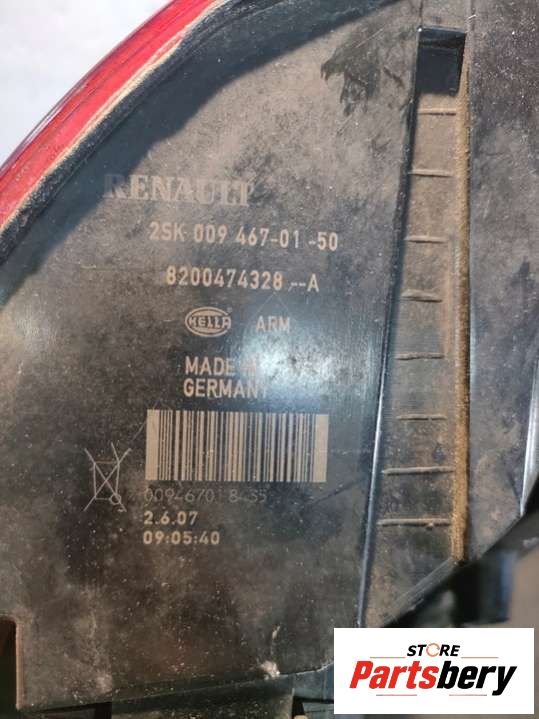 RENAULT
2SK 009 467-01-50
8200474328--A
HELLA ARM
MADE IN
GERMANY
00946701 8435
2.6.07
09:05:40
STORE
Partsbery